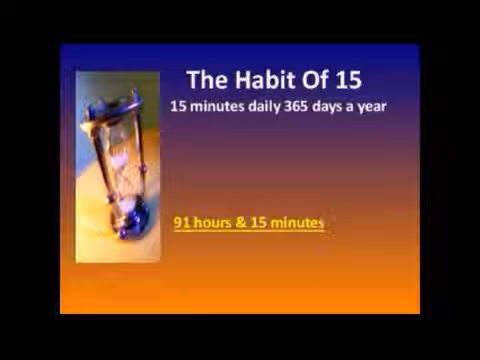 The Habit Of 15
15 minutes daily 365 days a year
91 hours & 15 minutes